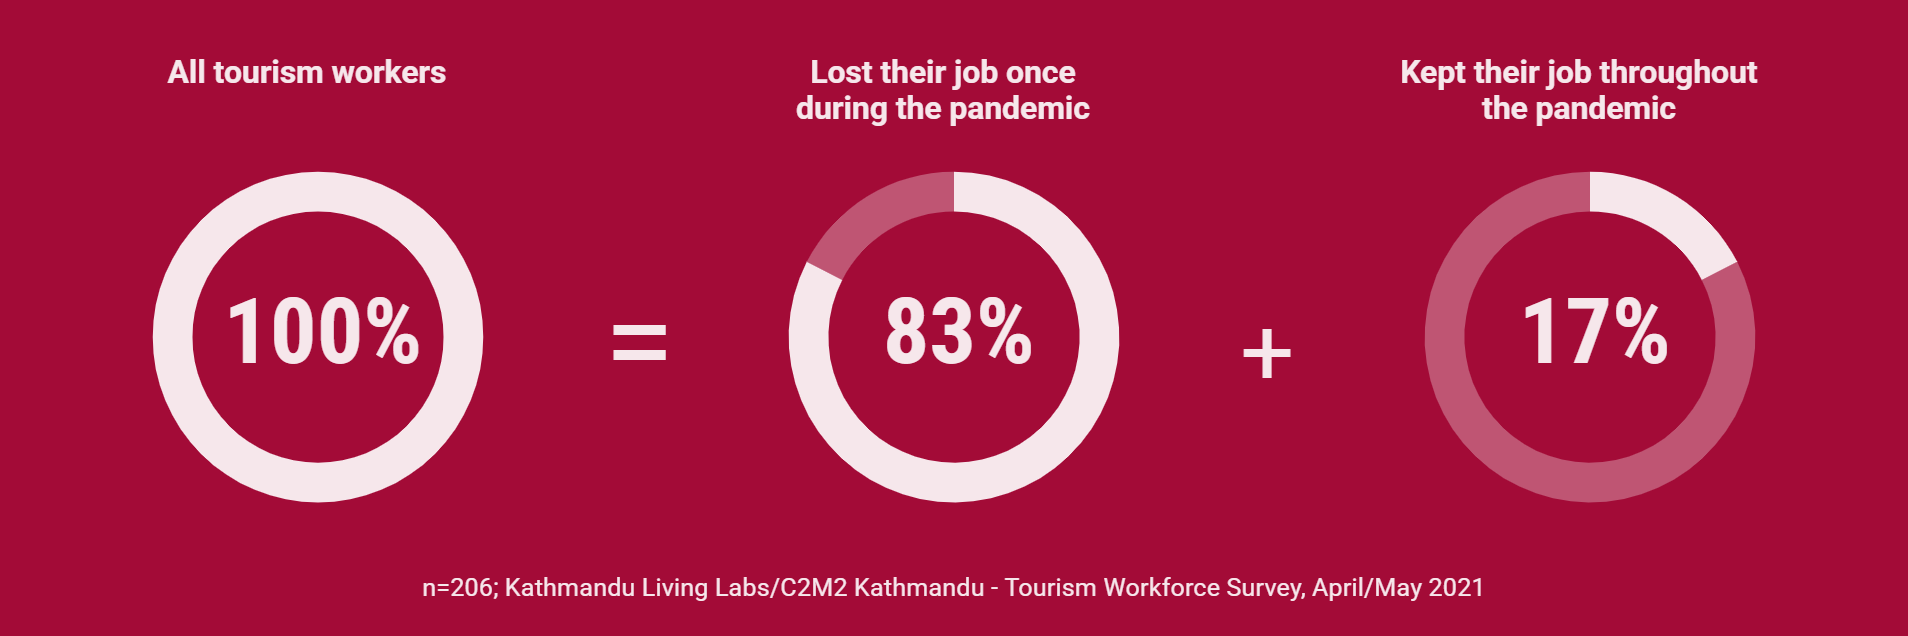 All tourism workers
Lost their job once
during the pandemic
Kept their job throughout
the pandemic
100%
=
83%
+
17%
n=206; Kathmandu Living Labs/C2M2 Kathmandu - Tourism Workforce Survey, April/May 2021